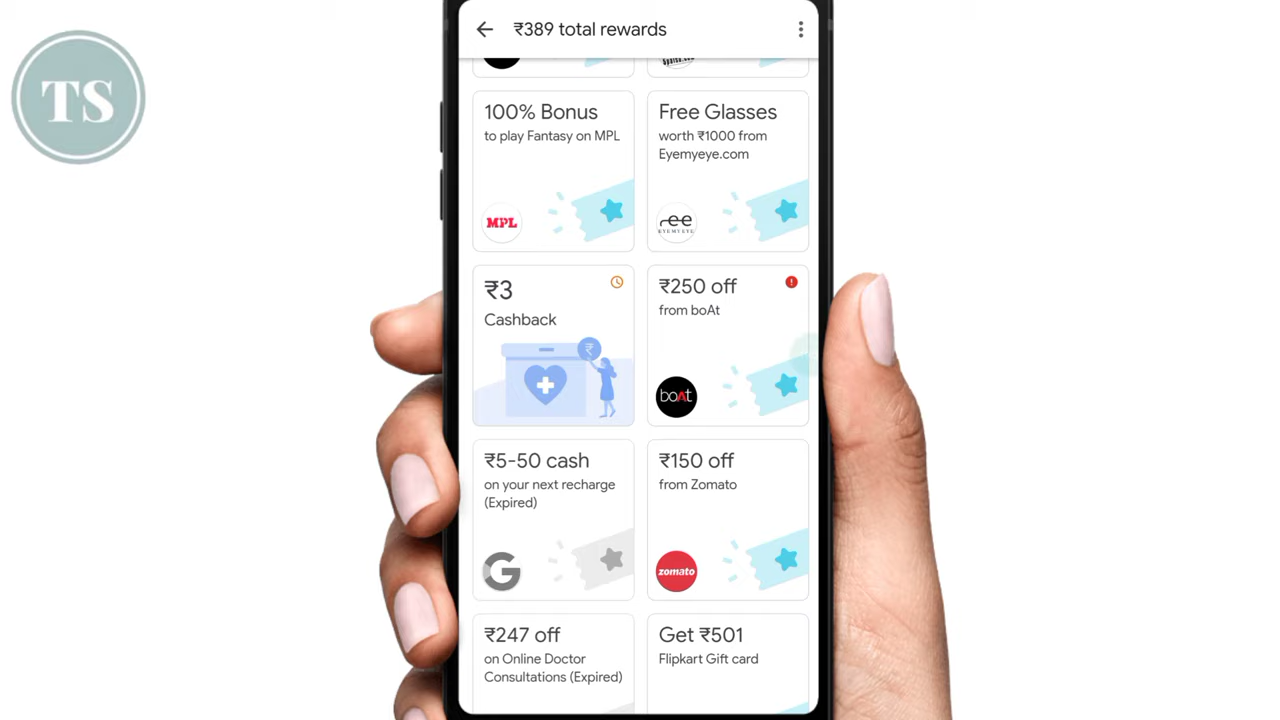 TS
₹389 total rewards
100% Bonus
to play Fantasy on MPL
MPL
Free Glasses
worth ₹1000 from
Eyemyeye.com
EYEMYEYE
₹3
Cashback
₹
₹250 off
from boAt
boAt
₹5-50 cash
on your next recharge
(Expired)
G
₹150 off
from Zomato
zomato
₹247 off
on Online Doctor
Consultations (Expired)
Get ₹501
Flipkart Gift card